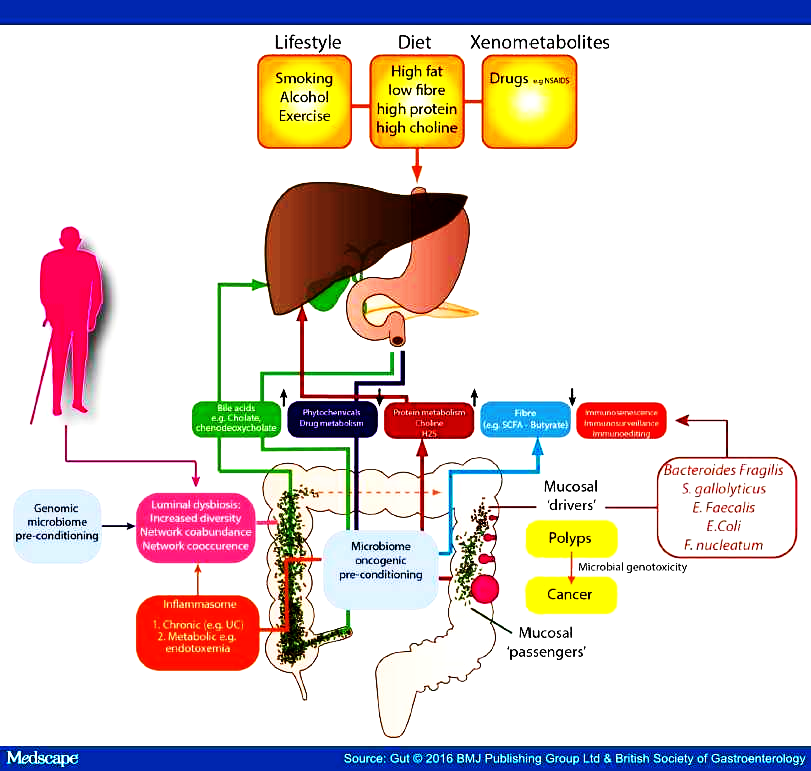 Lifestyle
Diet
Xenometabolites
Smoking
Alcohol
Exercise
High fat
low fibre
high protein
high choline
Drugs e.g NSAIDS
Bile acids
e.g. Cholate,
chenodeoxycholate
Phytochemicals
Drug metabolism
Protein metabolism
Choline
H2S
Fibre
(e.g. SCFA - Butyrate)
Immunosenescence
Immunosurveillance
Immunoediting
Bacteroides Fragilis
S. gallolyticus
E. Faecalis
E.Coli
F. nucleatum
Mucosal
'drivers'
Genomic
microbiome
pre-conditioning
Luminal dysbiosis:
Increased diversity
Network coabundance
Network cooccurence
Microbiome
oncogenic
pre-conditioning
Polyps
Microbial genotoxicity
Cancer
Inflammasome
1. Chronic (e.g. UC)
2. Metabolic e.g.
endotoxemia
Mucosal
'passengers'
Medscape
Source: Gut © 2016 BMJ Publishing Group Ltd & British Society of Gastroenterology